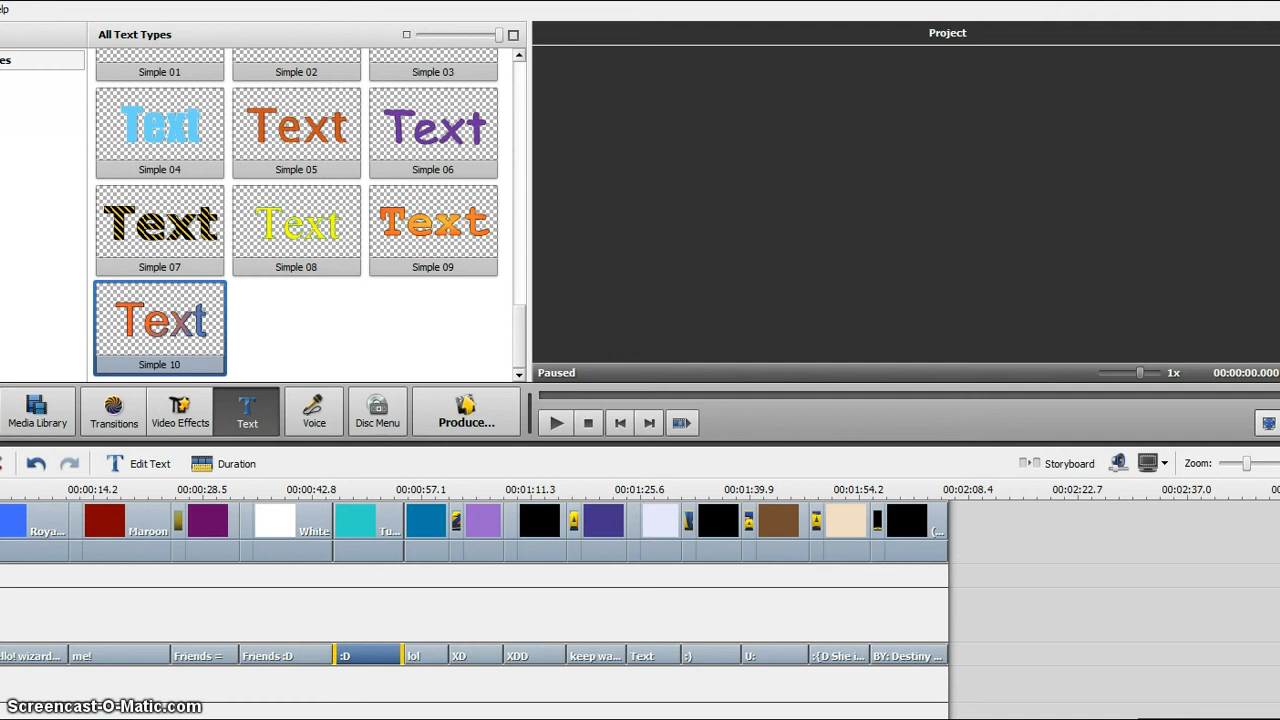 elp
All Text Types
Project
es
Simple 01
Simple 02
Simple 03
Text
Text
Text
Simple 04
Simple 05
Simple 06
Text
Text
Text
Simple 07
Simple 08
Simple 09
Text
Simple 10
Paused
1x
00:00:00.000
Media Library
Transitions
Video Effects
Text
Voice
Disc Menu
Produce...
Edit Text
Duration
Storyboard
Zoom:
00:00:14.2
00:00:28.5
00:00:42.8
00:00:57.1
00:01:11.3
00:01:25.6
00:01:39.9
00:01:54.2
00:02:08.4
00:02:22.7
00:02:37.0
Roya...
Maroon
White
Tu...
(...
llo! wizard...
me!
Friends =
Friends :D
:D
lol
XD
XDD
keep wa...
Text
:)
U:
:{D She i...
BY: Destiny ...
Screencast-O-Matic.com